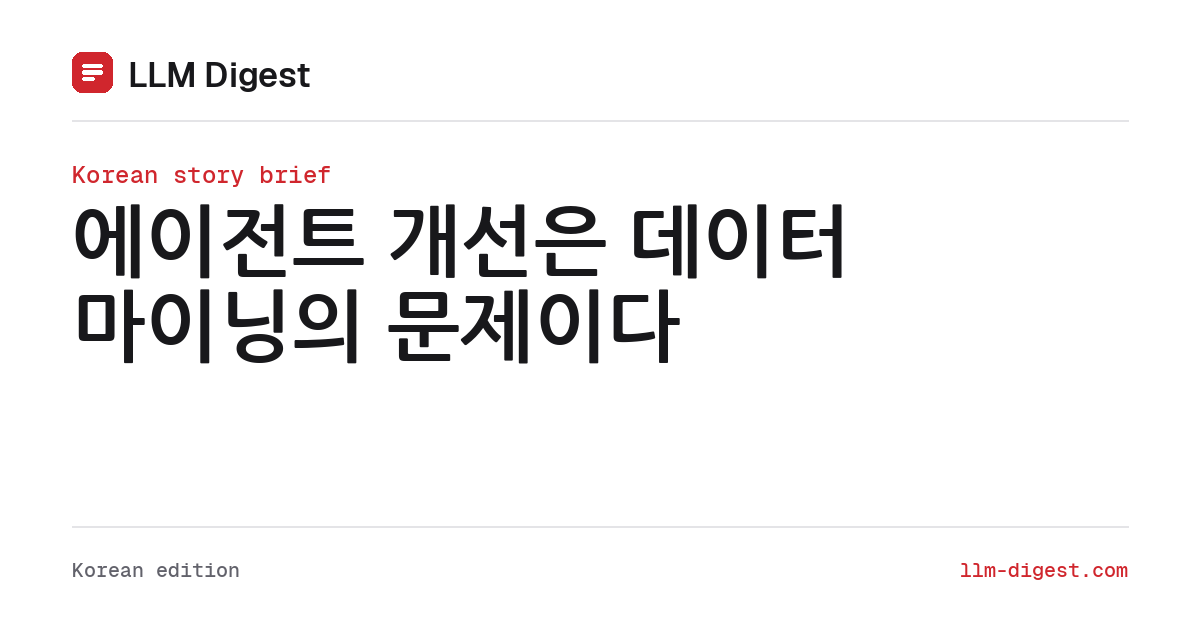 LLM Digest
Korean story brief
에이전트 개선은 데이터
마이닝의 문제이다
Korean edition
llm-digest.com